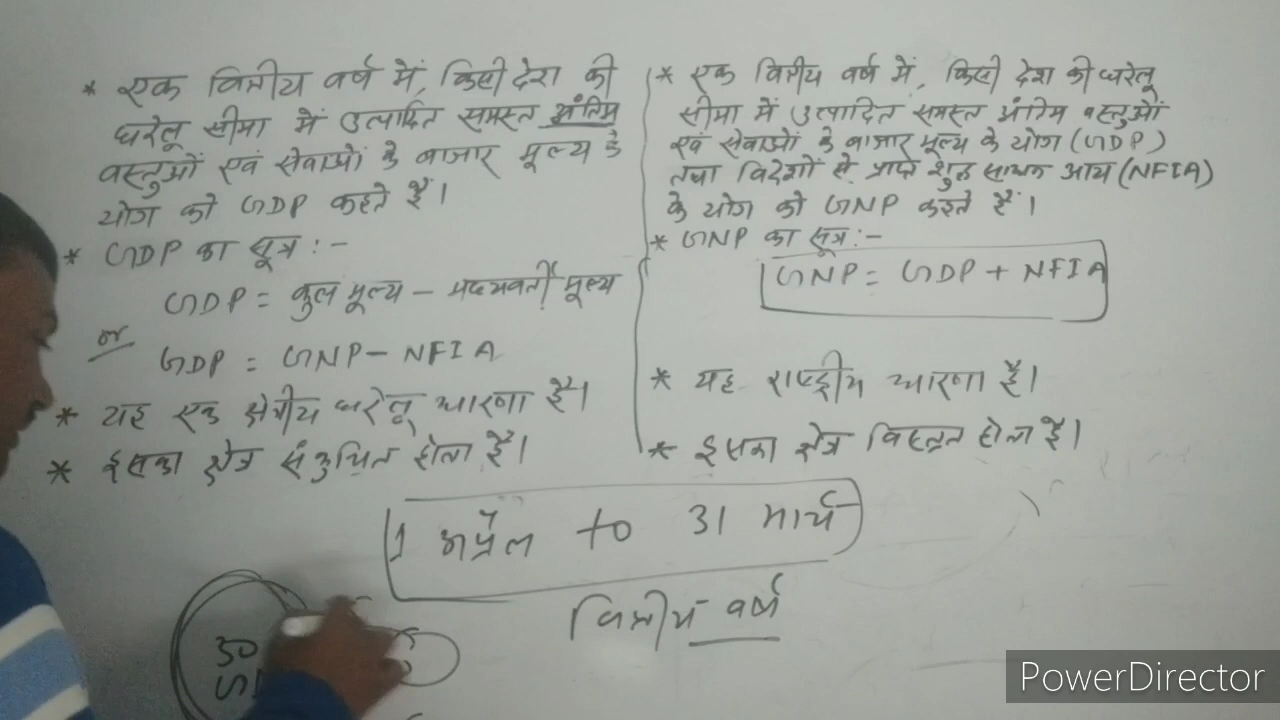 * एक वित्तीय वर्ष में, किसी देश की
घरेलू सीमा में उत्पादित समस्त अंतिम
वस्तुओं एवं सेवाओं के बाजार मूल्य के
योग को GDP कहते हैं।
* GDP का सूत्र :-
GDP = कुल मूल्य - मध्यवर्ती मूल्य
or GDP = GNP - NFIA
* यह एक क्षेत्रीय घरेलू धारणा है।
* इसका क्षेत्र संकुचित होता है।
* एक वित्तीय वर्ष में, किसी देश की घरेलू
सीमा में उत्पादित समस्त अंतिम वस्तुओं
एवं सेवाओं के बाजार मूल्य के योग (GDP)
तथा विदेशों से प्राप्त शुद्ध साधन आय (NFIA)
के योग को GNP कहते हैं।
* GNP का सूत्र :-
GNP = GDP + NFIA
* यह राष्ट्रीय धारणा है।
* इसका क्षेत्र विस्तृत होता है।
1 अप्रैल to 31 मार्च
वित्तीय वर्ष
30
PowerDirector